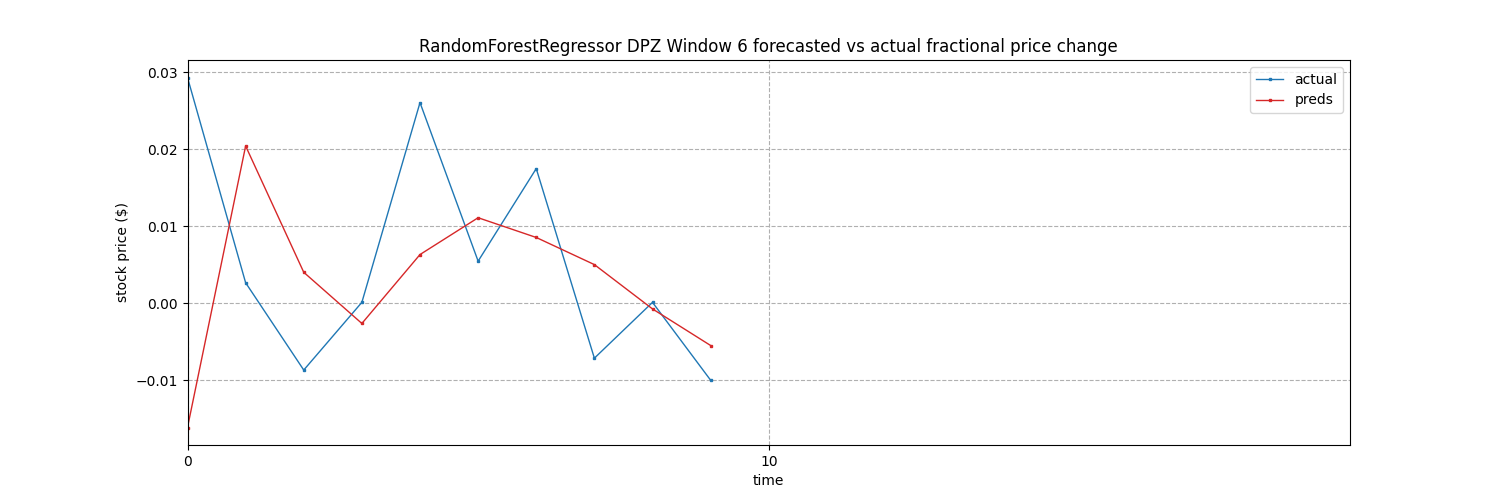 RandomForestRegressor DPZ Window 6 forecasted vs actual fractional price change
actual
preds
stock price ($)
0.03
0.02
0.01
0.00
−0.01
0
10
time